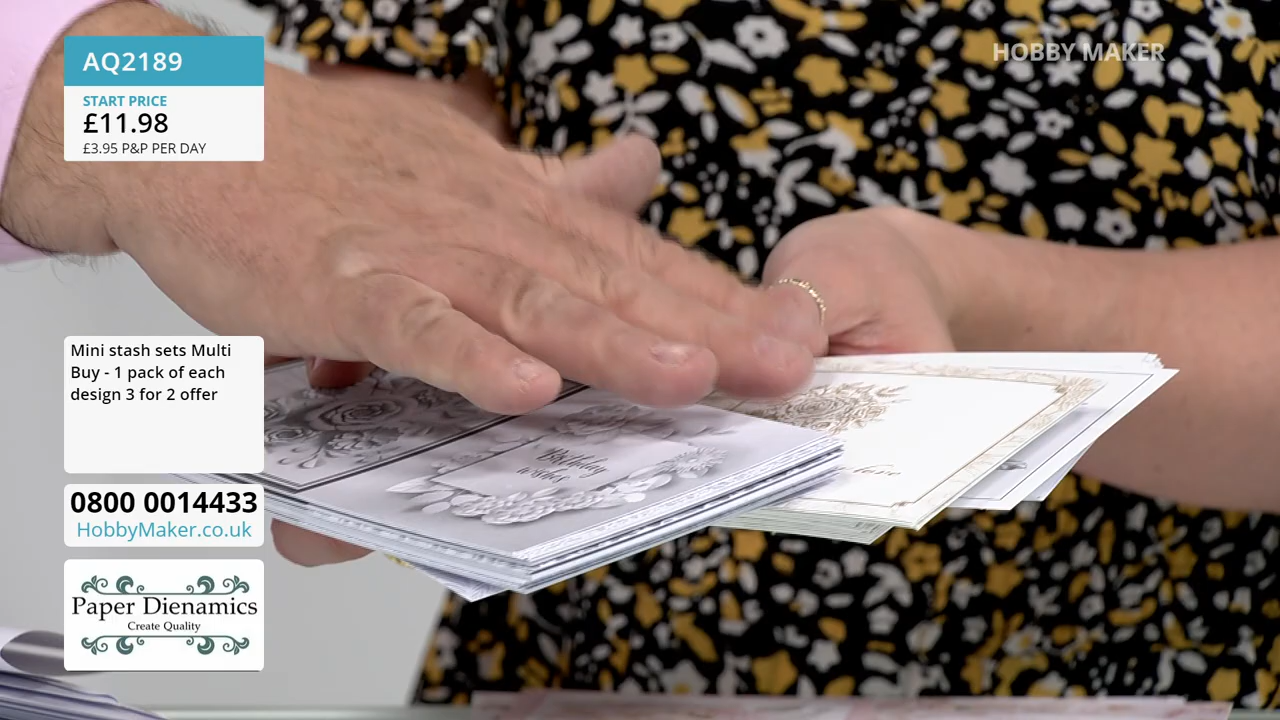 AQ2189
START PRICE
£11.98
£3.95 P&P PER DAY
HOBBY MAKER
Mini stash sets Multi
Buy - 1 pack of each
design 3 for 2 offer
Birthday
wishes
love
0800 0014433
HobbyMaker.co.uk
Paper Dienamics
Create Quality